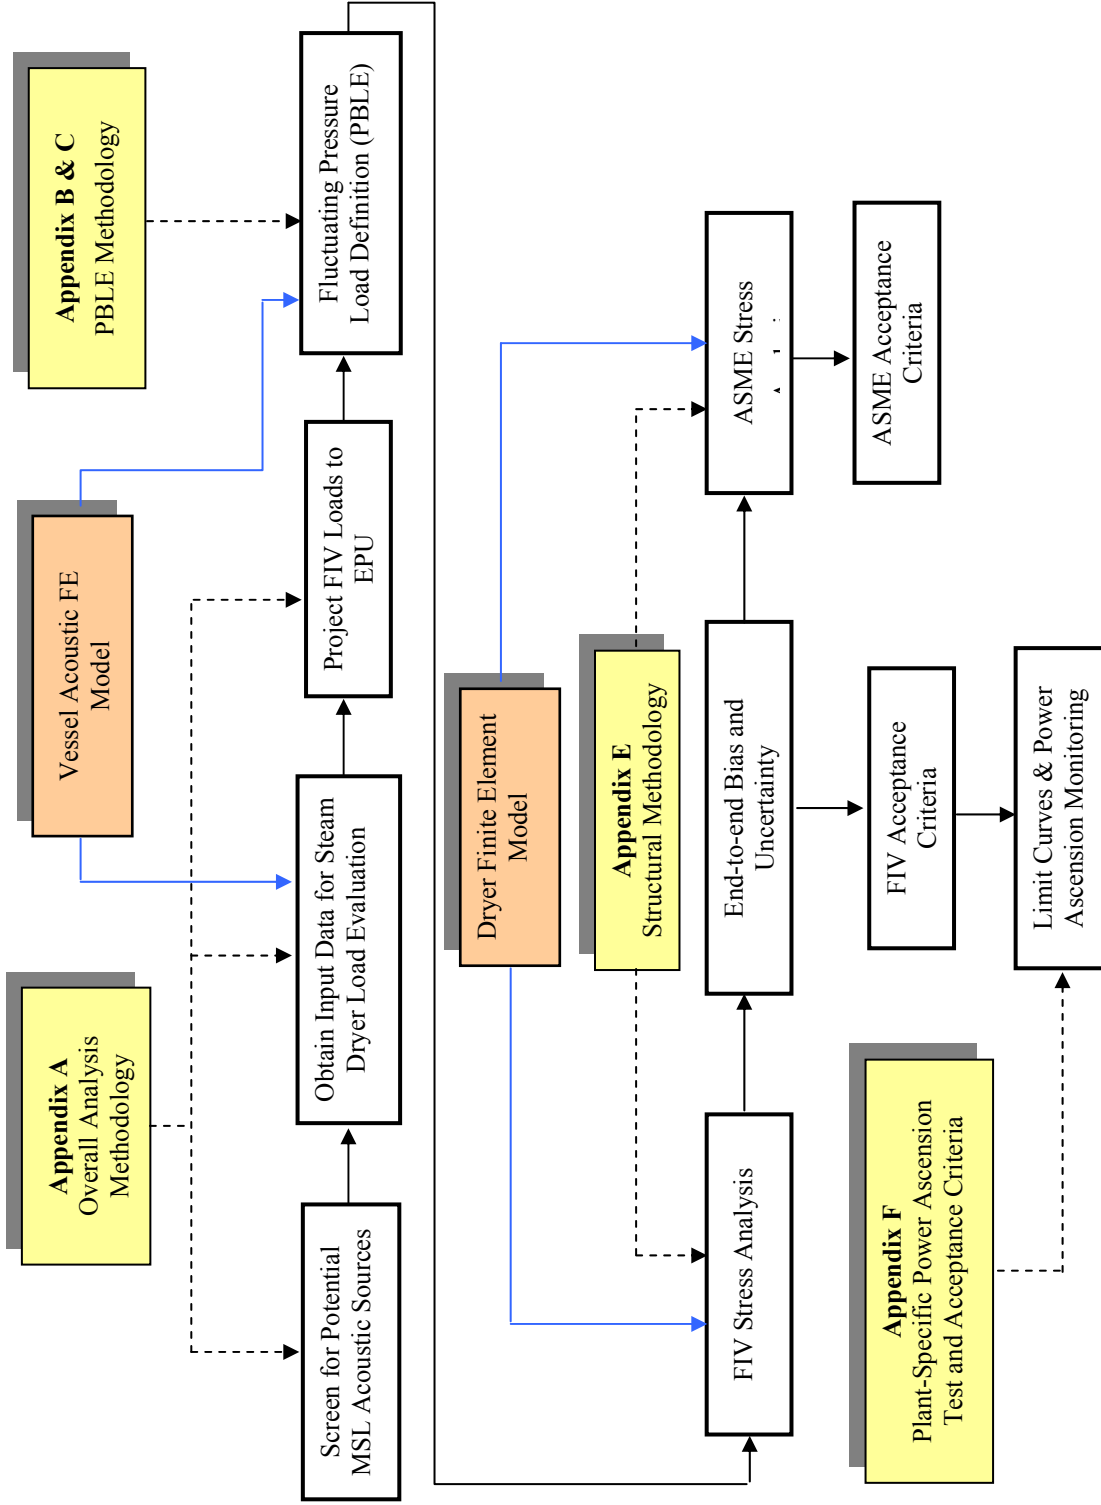 Appendix A
Overall Analysis
Methodology
Vessel Acoustic FE
Model
Appendix B & C
PBLE Methodology
Screen for Potential
MSL Acoustic Sources
Obtain Input Data for Steam
Dryer Load Evaluation
Project FIV Loads to
EPU
Fluctuating Pressure
Load Definition (PBLE)
Dryer Finite Element
Model
Appendix E
Structural Methodology
FIV Stress Analysis
End-to-end Bias and
Uncertainty
ASME Stress
FIV Acceptance
Criteria
ASME Acceptance
Criteria
Appendix F
Plant-Specific Power Ascension
Test and Acceptance Criteria
Limit Curves & Power
Ascension Monitoring